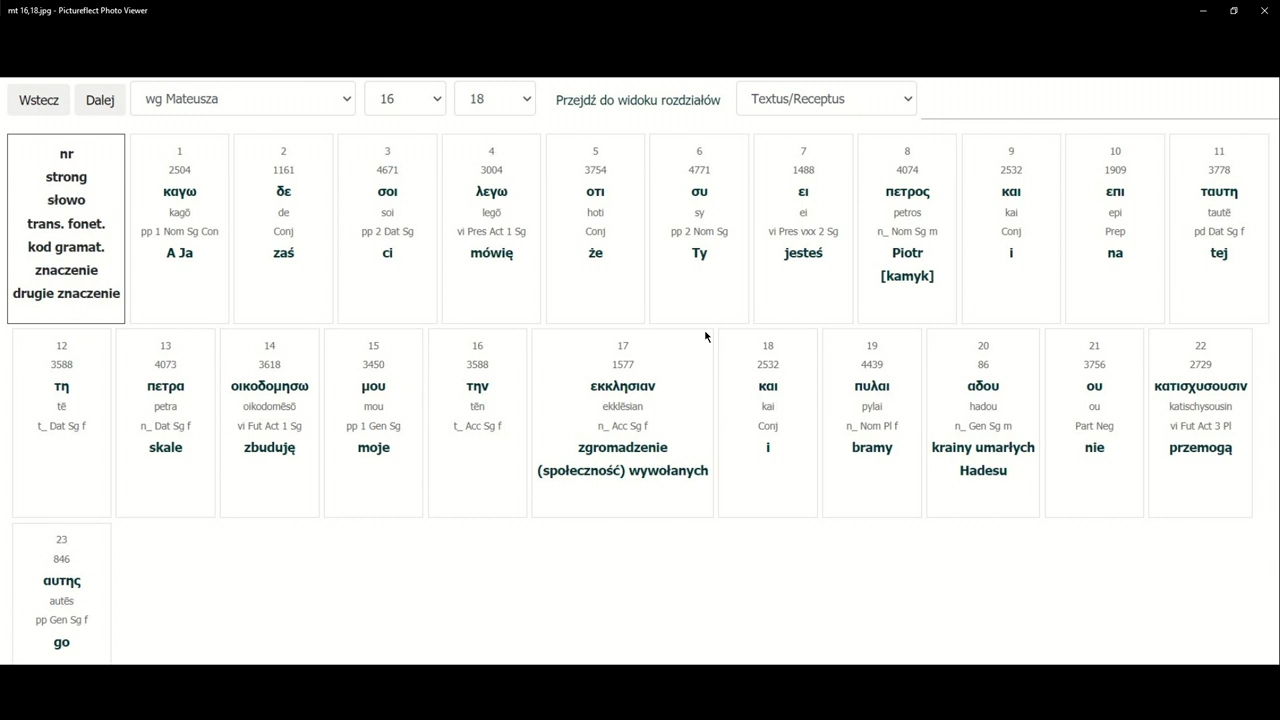 mt 16,18.jpg - Pictureflect Photo Viewer
Wstecz Dalej wg Mateusza 16 18 Przejdź do widoku rozdziałów Textus/Receptus
nr 1 2 3 4 5 6 7 8 9 10 11
strong 2504 1161 4671 3004 3754 4771 1488 4074 2532 1909 3778
słowo καγω δε σοι λεγω οτι συ ει πετρος και επι ταυτη
trans. fonet. kagō de soi legō hoti sy ei petros kai epi tautē
kod gramat. pp 1 Nom Sg Con Conj pp 2 Dat Sg vi Pres Act 1 Sg Conj pp 2 Nom Sg vi Pres vxx 2 Sg n_ Nom Sg m Conj Prep pd Dat Sg f
znaczenie A Ja zaś ci mówię że Ty jesteś Piotr i na tej
drugie znaczenie [kamyk]
12 13 14 15 16 17 18 19 20 21 22
3588 4073 3618 3450 3588 1577 2532 4439 86 3756 2729
τη πετρα οικοδομησω μου την εκκλησιαν και πυλαι αδου ου κατισχυσουσιν
tē petra oikodomēsō mou tēn ekklēsian kai pylai hadou ou katischysousin
t_ Dat Sg f n_ Dat Sg f vi Fut Act 1 Sg pp 1 Gen Sg t_ Acc Sg f n_ Acc Sg f Conj n_ Nom Pl f n_ Gen Sg m Part Neg vi Fut Act 3 Pl
skale zbuduję moje zgromadzenie i bramy krainy umarłych nie przemogą
(społeczność) wywołanych Hadesu
23
846
αυτης
autēs
pp Gen Sg f
go